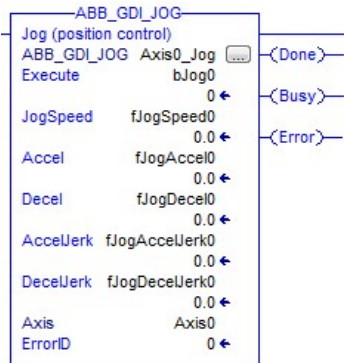 ABB_GDI_JOG
Jog (position control)
ABB_GDI_JOG Axis0_Jog ...
(Done)
Execute bJog0
0
(Busy)
JogSpeed fJogSpeed0
0.0
(Error)
Accel fJogAccel0
0.0
Decel fJogDecel0
0.0
AccelJerk fJogAccelJerk0
0.0
DecelJerk fJogDecelJerk0
0.0
Axis Axis0
ErrorID 0